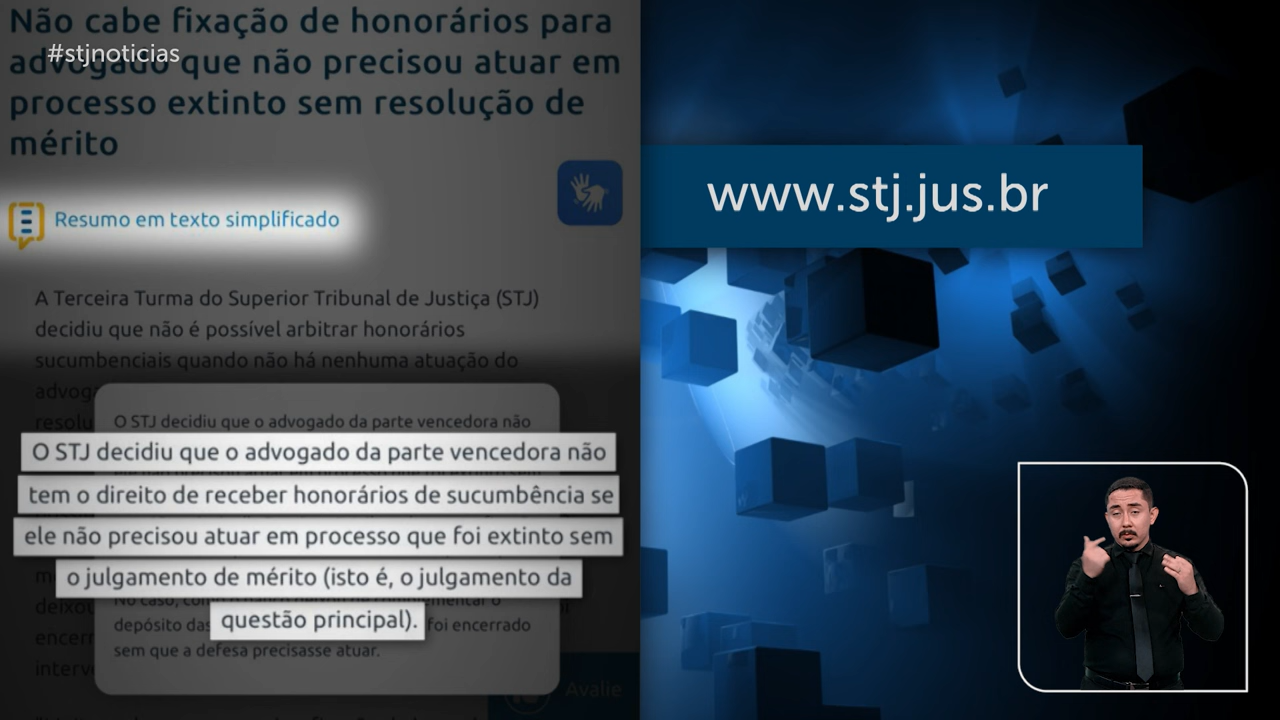 Não cabe fixação de honorários para
#stjnoticias
advogado que não precisou atuar em
processo extinto sem resolução de
mérito
Resumo em texto simplificado
A Terceira Turma do Superior Tribunal de Justiça (STJ)
decidiu que não é possível arbitrar honorários
sucumbenciais quando não há nenhuma atuação do
O STJ decidiu que o advogado da parte vencedora não
O STJ decidiu que o advogado da parte vencedora não
tem o direito de receber honorários de sucumbência se
ele não precisou atuar em processo que foi extinto sem
o julgamento de mérito (isto é, o julgamento da
questão principal).
depósito das
foi encerrado
sem que a defesa precisasse atuar.
Avalie
www.stj.jus.br